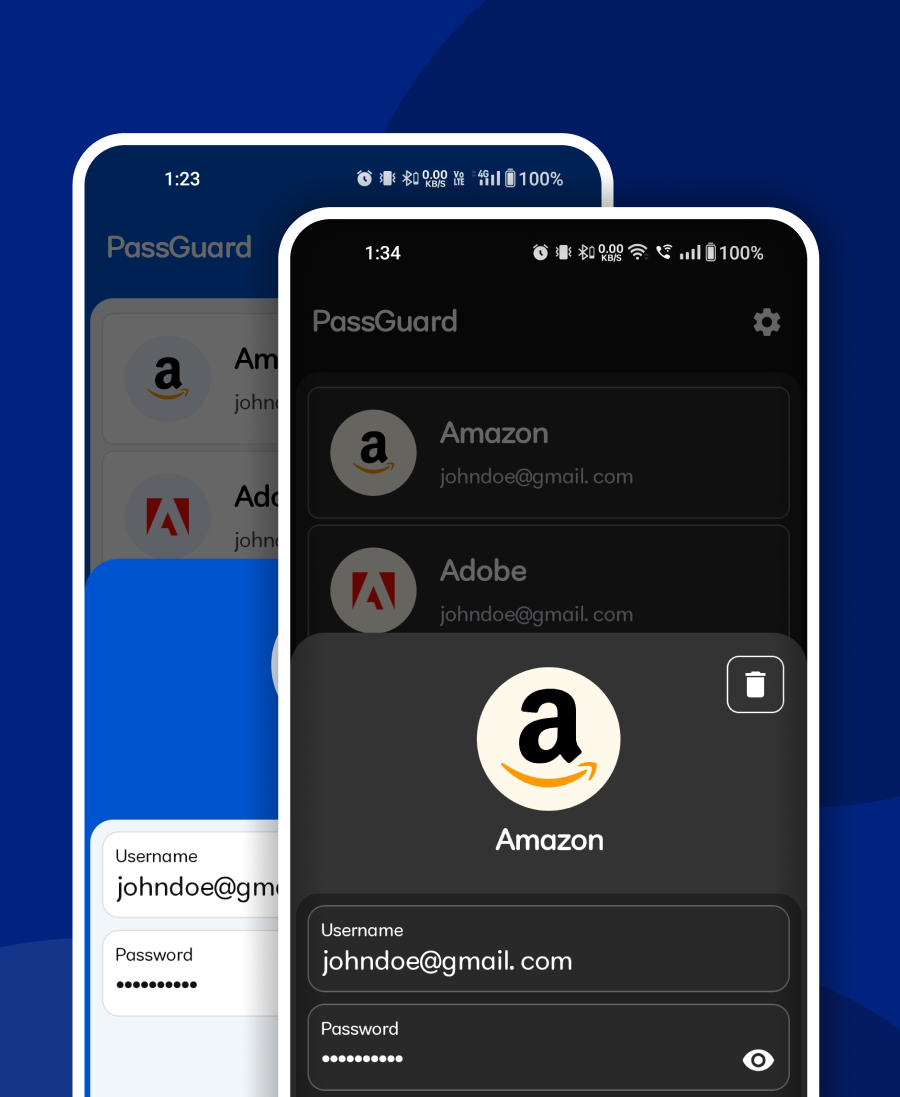 1:23
0.00
KB/S
Vo
LTE
4G
100%
PassGuard
Am
john
Ado
john
Username
johndoe@gm
Password
••••••••••
1:34
0.00
KB/S
100%
PassGuard
a
Amazon
johndoe@gmail. com
Adobe
johndoe@gmail. com
a
Amazon
Username
johndoe@gmail. com
Password
••••••••••